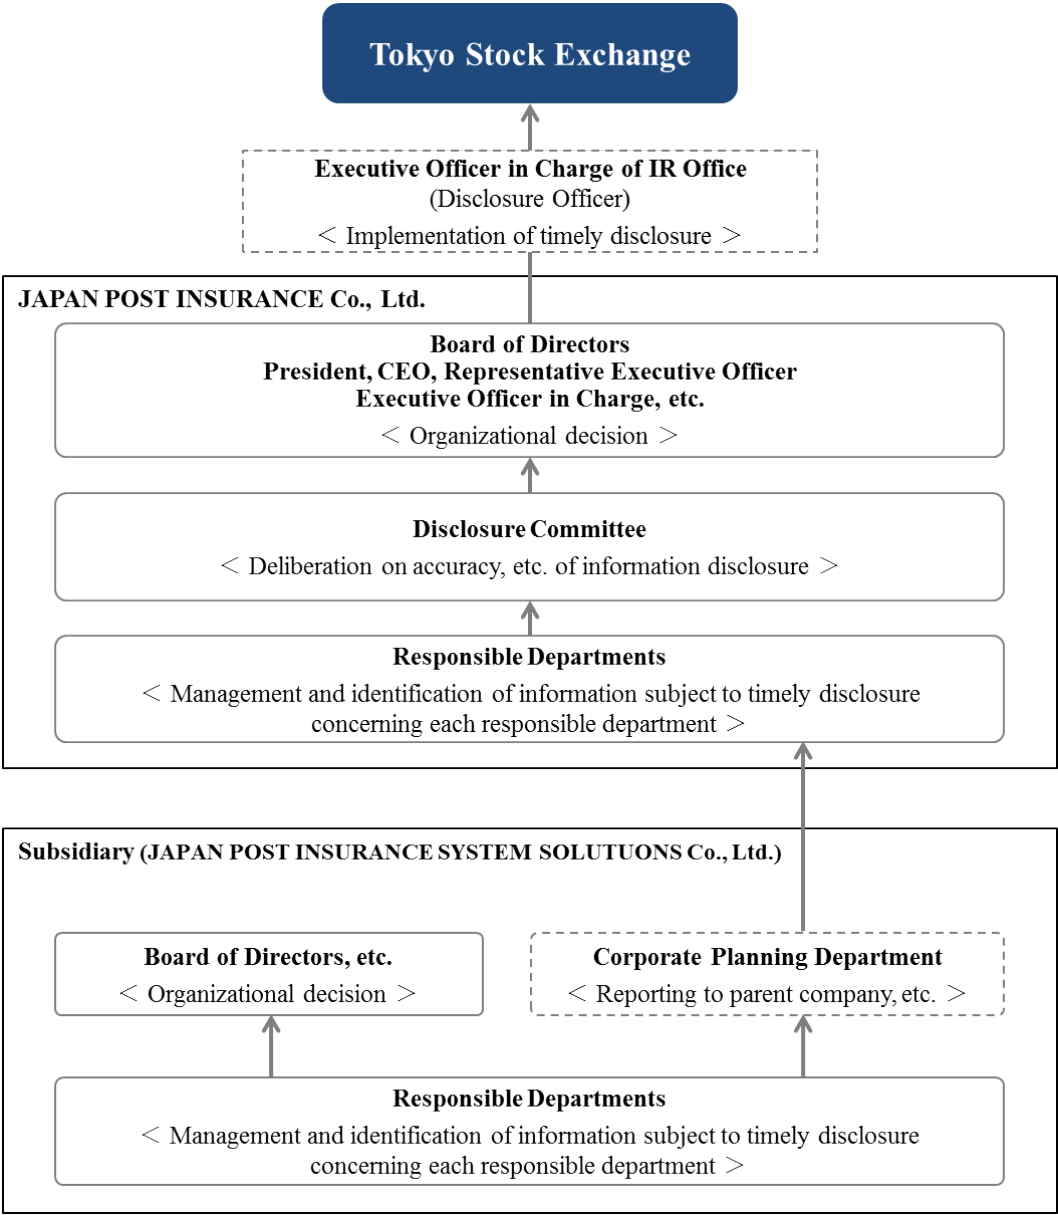 Tokyo Stock Exchange
Executive Officer in Charge of IR Office
(Disclosure Officer)
＜ Implementation of timely disclosure ＞
JAPAN POST INSURANCE Co., Ltd.
Board of Directors
President, CEO, Representative Executive Officer
Executive Officer in Charge, etc.
＜ Organizational decision ＞
Disclosure Committee
＜ Deliberation on accuracy, etc. of information disclosure ＞
Responsible Departments
＜ Management and identification of information subject to timely disclosure
concerning each responsible department ＞
Subsidiary (JAPAN POST INSURANCE SYSTEM SOLUTUONS Co., Ltd.)
Board of Directors, etc.
＜ Organizational decision ＞
Corporate Planning Department
＜ Reporting to parent company, etc. ＞
Responsible Departments
＜ Management and identification of information subject to timely disclosure
concerning each responsible department ＞